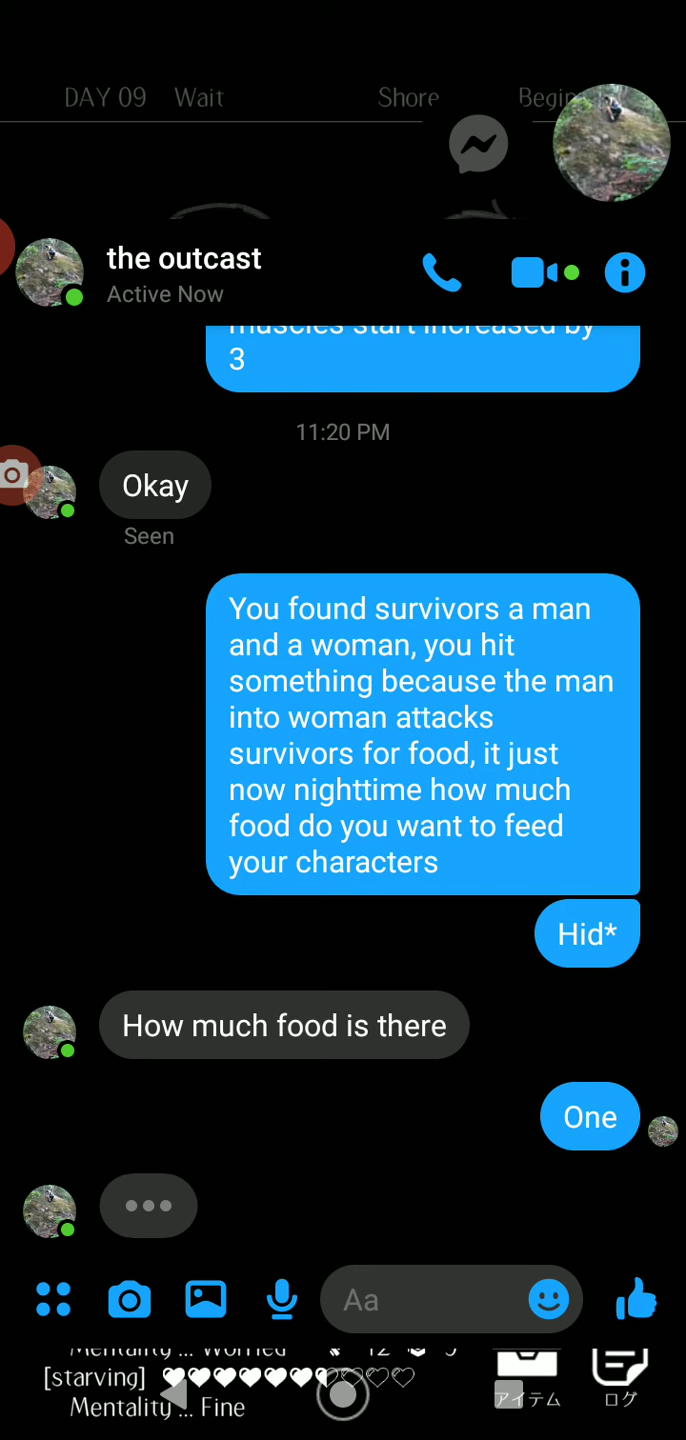 DAY 09 Wait Shore Begin
the outcast
Active Now
muscles start increased by
3
11:20 PM
Okay
Seen
You found survivors a man
and a woman, you hit
something because the man
into woman attacks
survivors for food, it just
now nighttime how much
food do you want to feed
your characters
Hid*
How much food is there
One
Aa
Mentality ... Worried 12
[starving]
アイテム ログ
Mentality ... Fine